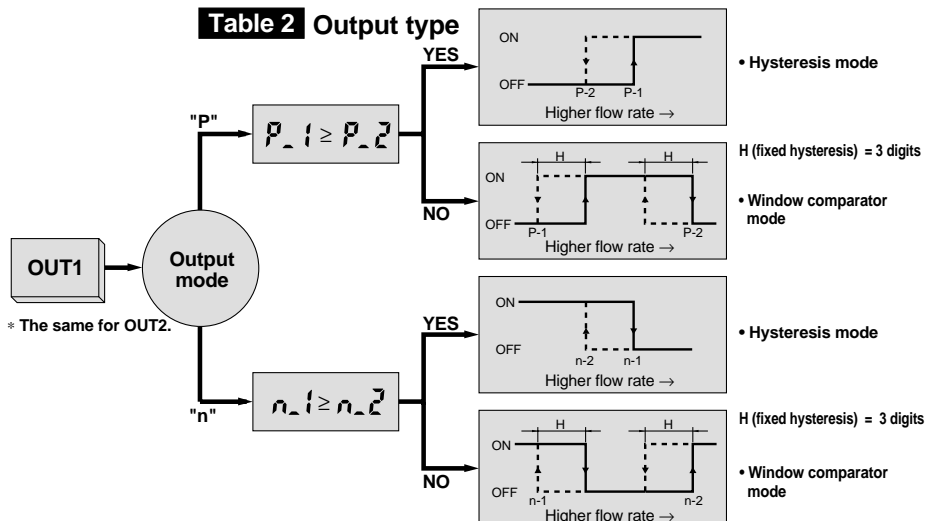 Table 2 Output type
YES
ON
OFF
P-2 P-1
Higher flow rate →
• Hysteresis mode
"P"
P_1 ≥ P_2
H (fixed hysteresis) = 3 digits
H H
ON
OFF
P-1 P-2
Higher flow rate →
• Window comparator
mode
NO
OUT1
Output
mode
* The same for OUT2.
YES
ON
OFF
n-2 n-1
Higher flow rate →
• Hysteresis mode
"n"
n_1 ≥ n_2
H (fixed hysteresis) = 3 digits
H H
ON
OFF
n-1 n-2
Higher flow rate →
• Window comparator
mode
NO